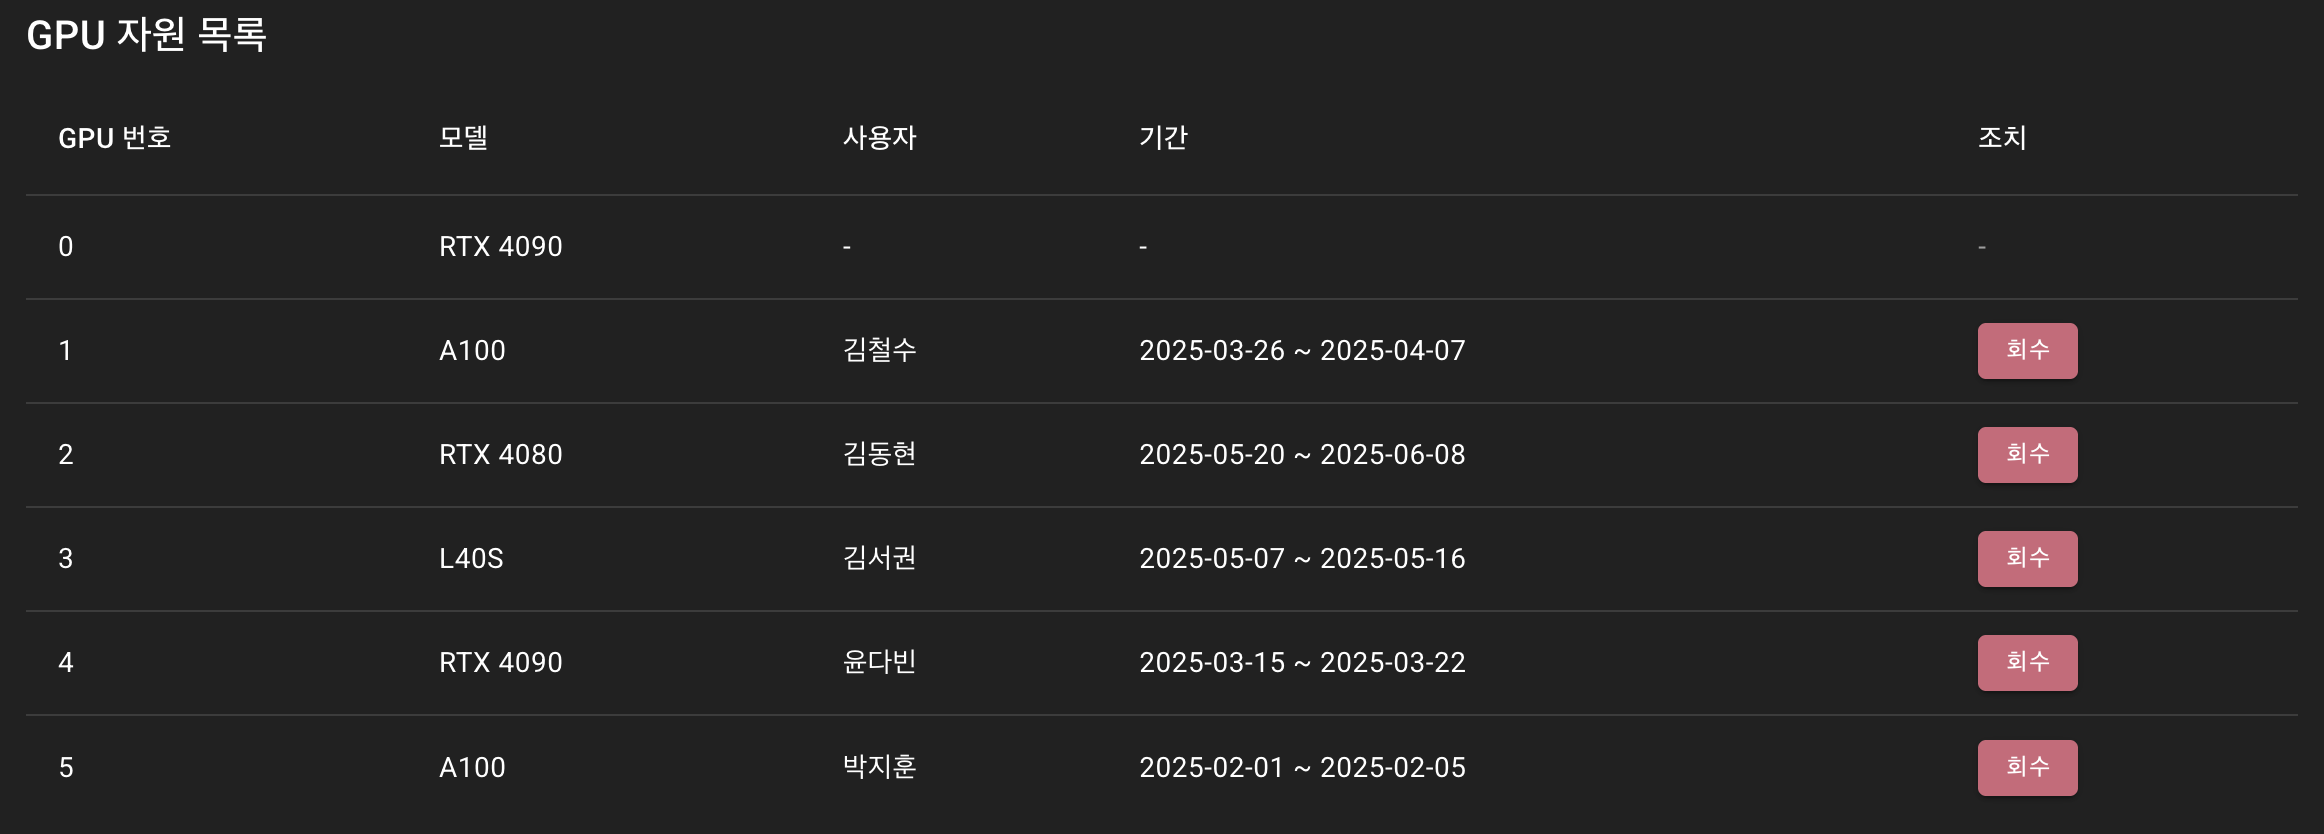 GPU 자원 목록
GPU 번호 모델 사용자 기간 조치
0 RTX 4090 - - -
1 A100 김철수 2025-03-26 ~ 2025-04-07 회수
2 RTX 4080 김동현 2025-05-20 ~ 2025-06-08 회수
3 L40S 김서권 2025-05-07 ~ 2025-05-16 회수
4 RTX 4090 윤다빈 2025-03-15 ~ 2025-03-22 회수
5 A100 박지훈 2025-02-01 ~ 2025-02-05 회수